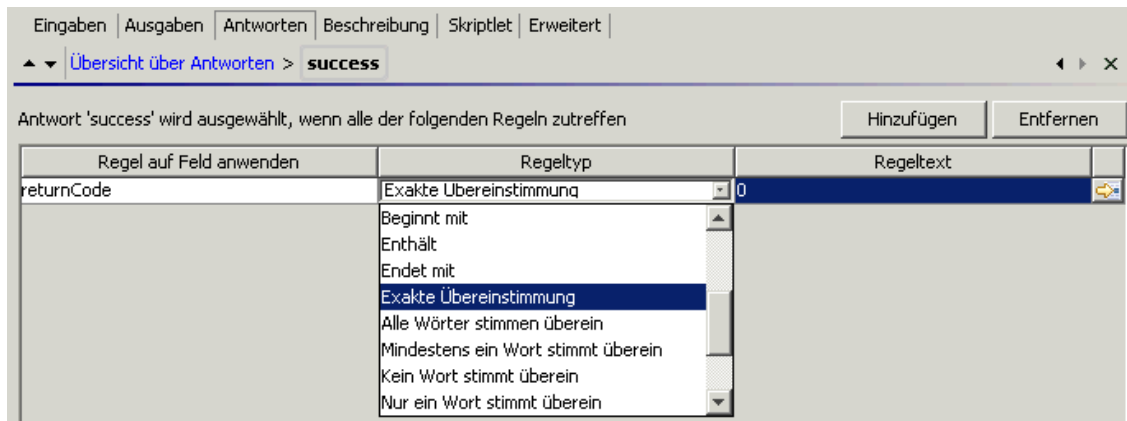 Eingaben Ausgaben Antworten Beschreibung Skriptlet Erweitert
Übersicht über Antworten > success
Antwort 'success' wird ausgewählt, wenn alle der folgenden Regeln zutreffen Hinzufügen Entfernen
Regel auf Feld anwenden Regeltyp Regeltext
returnCode Exakte Übereinstimmung 0
Beginnt mit
Enthält
Endet mit
Exakte Übereinstimmung
Alle Wörter stimmen überein
Mindestens ein Wort stimmt überein
Kein Wort stimmt überein
Nur ein Wort stimmt überein